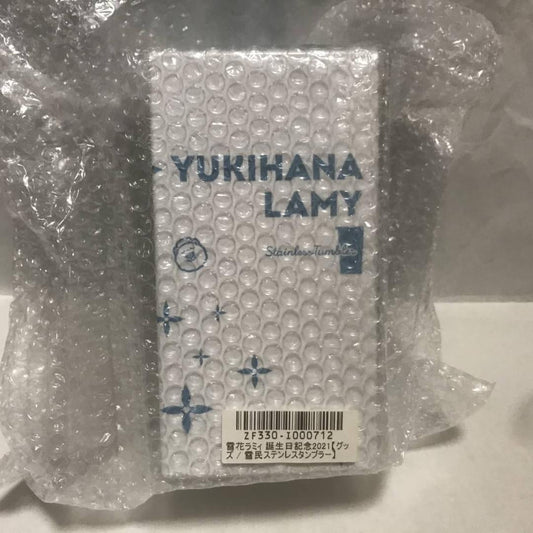 YUKIHANA
LAMY
Stainless Tumbler
ZF330-I000712
雪花ラミィ 誕生日記念2021【グッ
ズ / 雪民ステンレスタンブラー】